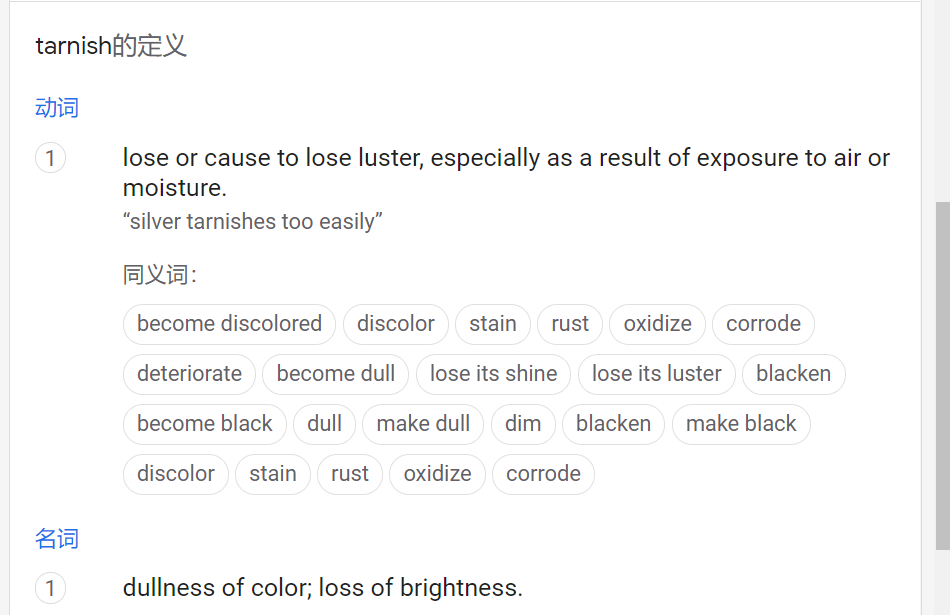 tarnish的定义
动词
1 lose or cause to lose luster, especially as a result of exposure to air or
moisture.
“silver tarnishes too easily”
同义词：
become discolored discolor stain rust oxidize corrode
deteriorate become dull lose its shine lose its luster blacken
become black dull make dull dim blacken make black
discolor stain rust oxidize corrode
名词
1 dullness of color; loss of brightness.